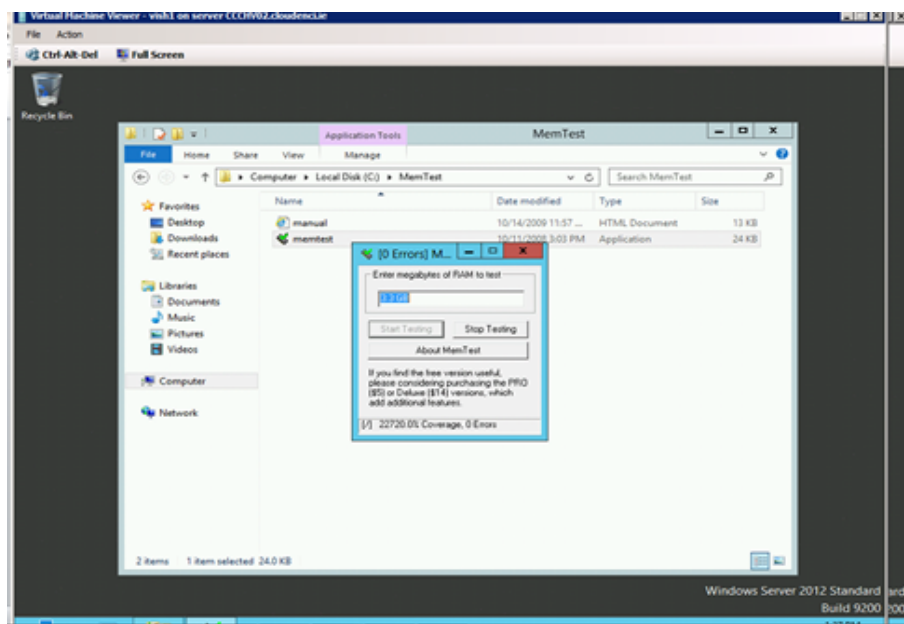 Virtual Machine Viewer - vish1 on server CCCHV02.cloudenci.ie
File Action
Ctrl-Alt-Del Full Screen
Recycle Bin
Application Tools MemTest
File Home Share View Manage
Computer Local Disk (C:) MemTest Search MemTest
Name Date modified Type Size
Favorites
Desktop
Downloads
Recent places
Libraries
Documents
Music
Pictures
Videos
Computer
Network
manual 10/14/2009 11:57 ... HTML Document 13 KB
memtest 10/11/2008 3:03 PM Application 24 KB
[0 Errors] M...
Enter megabytes of RAM to test
Start Testing Stop Testing
About MemTest
If you find the free version useful,
please considering purchasing the PRO
($5) or Deluxe ($14) versions, which
add additional features.
22720.0% Coverage, 0 Errors
2 items 1 item selected 24.0 KB
Windows Server 2012 Standard
Build 9200